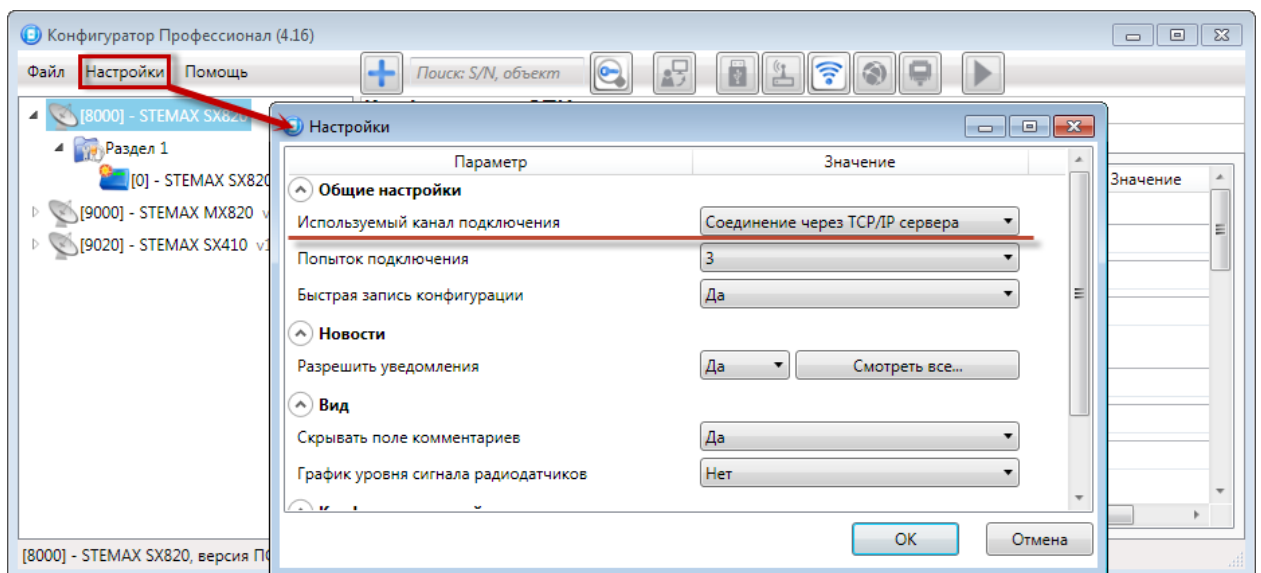 Конфигуратор Профессионал (4.16)
Файл Настройки Помощь
Поиск: S/N, объект
[8000] - STEMAX SX820
Раздел 1
[0] - STEMAX SX820
[9000] - STEMAX MX820 v
[9020] - STEMAX SX410 v1
Значение
Настройки
Параметр Значение
Общие настройки
Используемый канал подключения Соединение через TCP/IP сервера
Попыток подключения 3
Быстрая запись конфигурации Да
Новости
Разрешить уведомления Да Смотреть все...
Вид
Скрывать поле комментариев Да
График уровня сигнала радиодатчиков Нет
OK Отмена
[8000] - STEMAX SX820, версия ПО